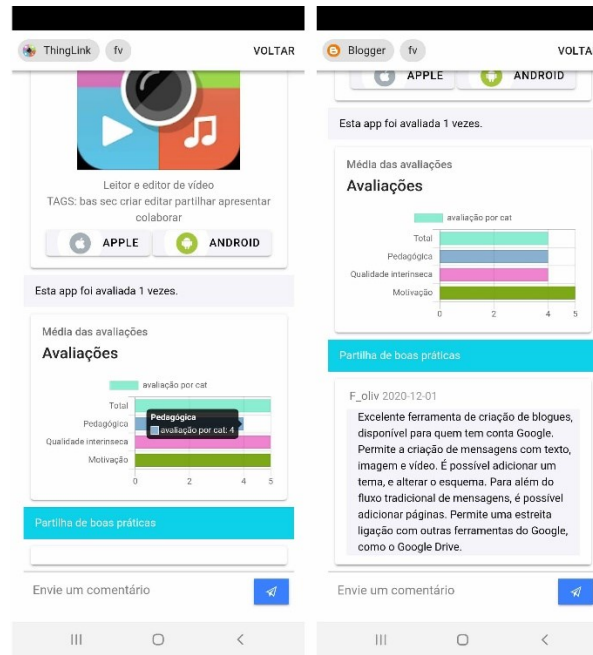 ThingLink fv VOLTAR
Leitor e editor de vídeo
TAGS: bas sec criar editar partilhar apresentar
colaborar
APPLE ANDROID
Esta app foi avaliada 1 vezes.
Média das avaliações
Avaliações
avaliação por cat
Total
Pedagógica
Qualidade interinseca
Motivação
Pedagógica
avaliação por cat: 4
0 2 4 5
Partilha de boas práticas
Envie um comentário
Blogger fv VOLTA
APPLE ANDROID
Esta app foi avaliada 1 vezes.
Média das avaliações
Avaliações
avaliação por cat
Total
Pedagógica
Qualidade interinseca
Motivação
0 2 4 5
Partilha de boas práticas
F_oliv 2020-12-01
Excelente ferramenta de criação de blogues,
disponível para quem tem conta Google.
Permite a criação de mensagens com texto,
imagem e vídeo. É possível adicionar um
tema, e alterar o esquema. Para além do
fluxo tradicional de mensagens, é possível
adicionar páginas. Permite uma estreita
ligação com outras ferramentas do Google,
como o Google Drive.
Envie um comentário